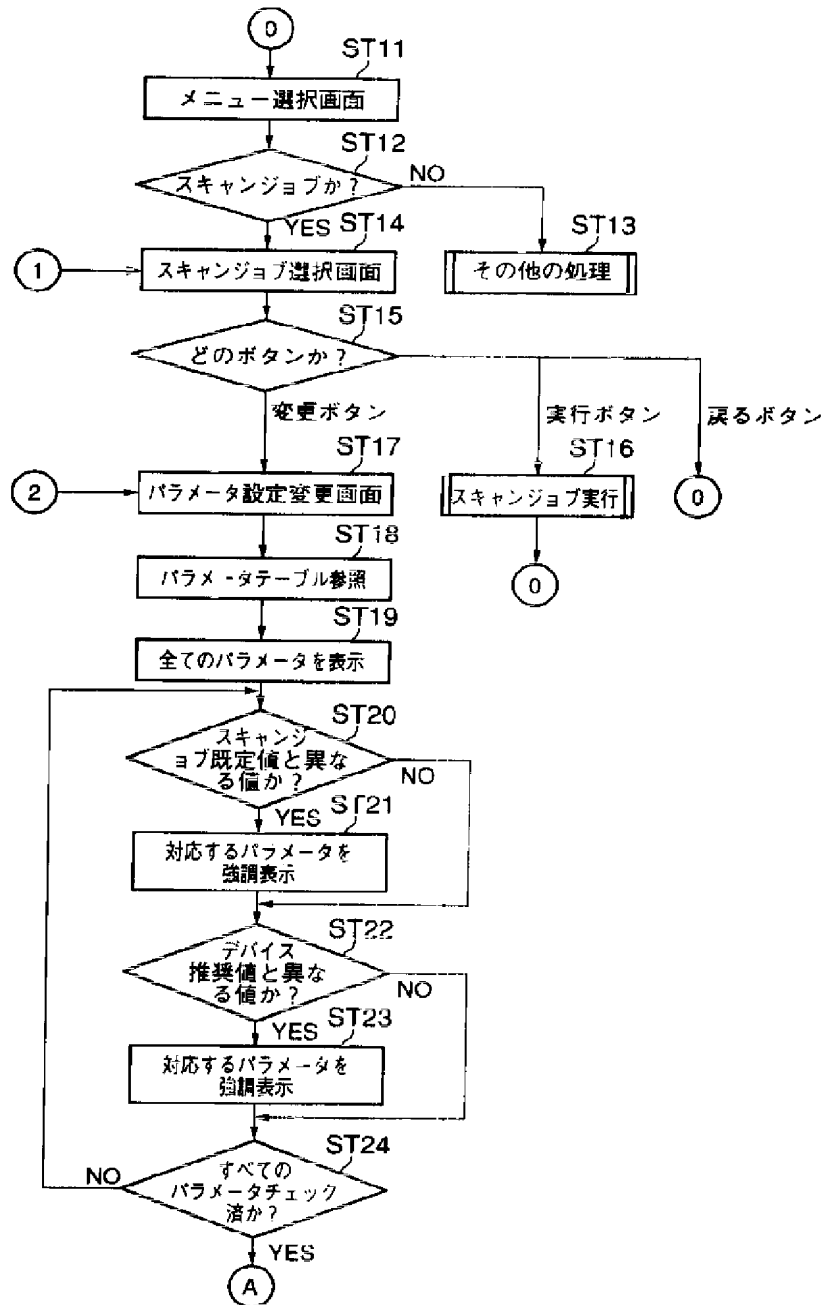 0
ST11
メニュー選択画面
ST12
スキャンジョブか？
NO
YES
ST14
ST13
1
スキャンジョブ選択画面
その他の処理
ST15
どのボタンか？
変更ボタン
実行ボタン
戻るボタン
ST17
ST16
2
パラメータ設定変更画面
スキャンジョブ実行
0
ST18
0
パラメータテーブル参照
ST19
全てのパラメータを表示
ST20
スキャンジ
ョブ既定値と異な
る値か？
NO
YES
ST21
対応するパラメータを
強調表示
ST22
デバイス
推奨値と異な
る値か？
NO
YES
ST23
対応するパラメータを
強調表示
ST24
NO
すべての
パラメータチェック
済か？
YES
A